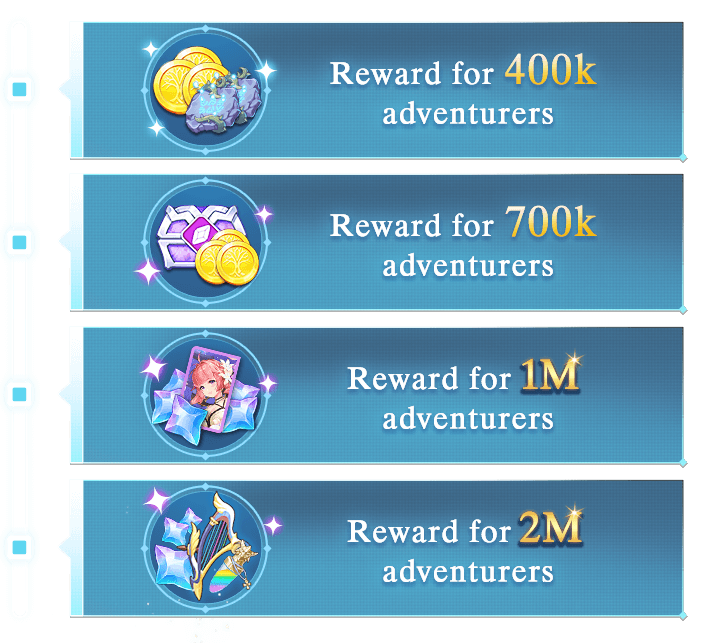 Reward for 400k
adventurers
Reward for 700k
adventurers
Reward for 1M
adventurers
Reward for 2M
adventurers